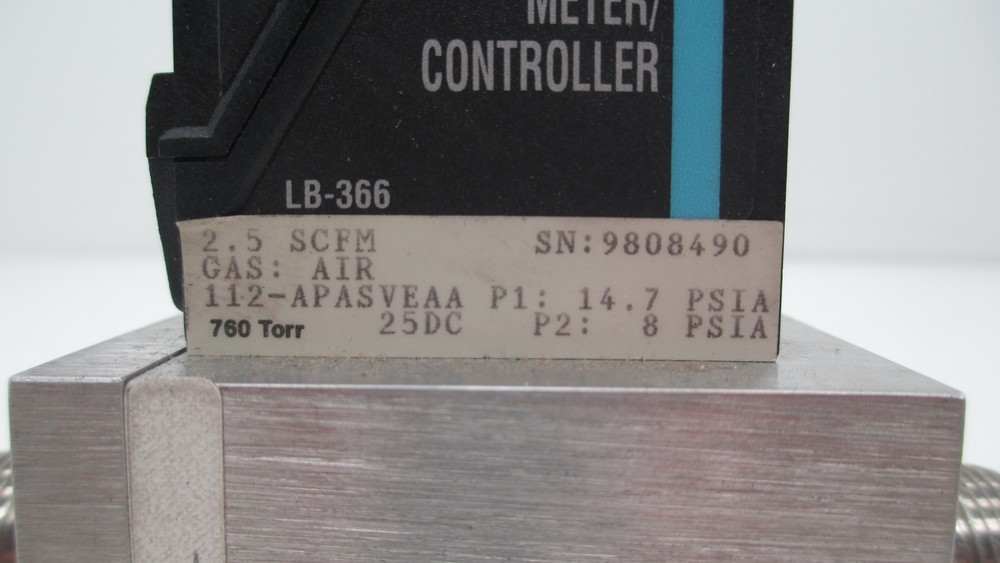 METER/
CONTROLLER
LB-366
2.5 SCFM SN:9808490
GAS: AIR
112-APASVEAA P1: 14.7 PSIA
760 Torr 25DC P2: 8 PSIA